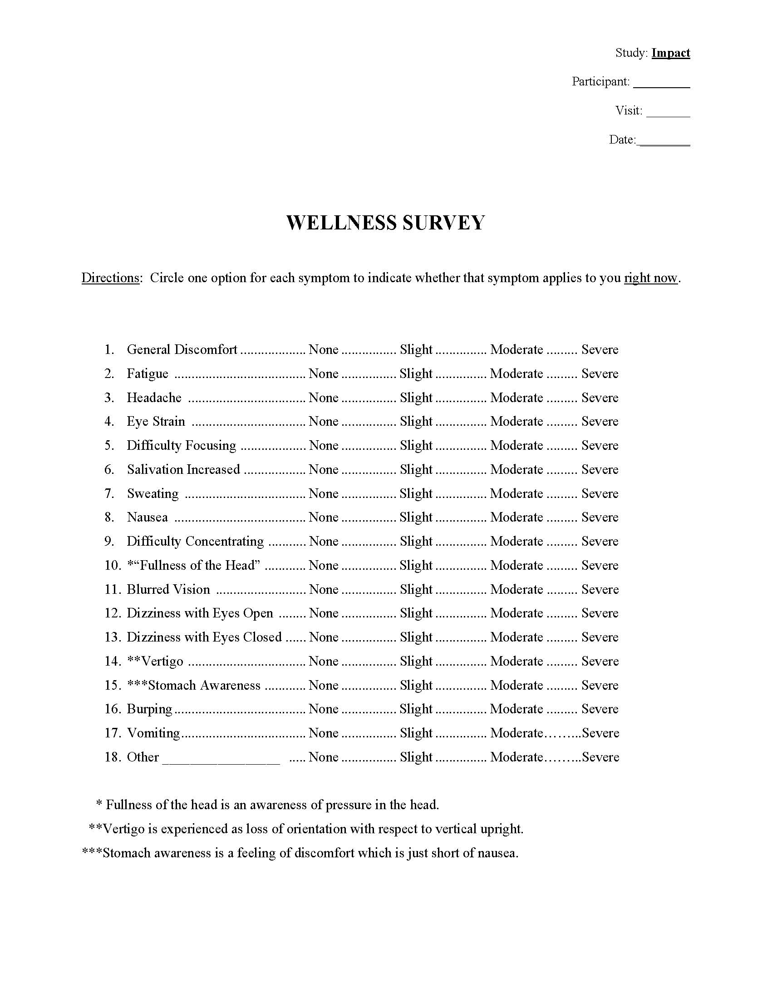 Study: Impact
Participant: _________
Visit: _______
Date:________
WELLNESS SURVEY
Directions:  Circle one option for each symptom to indicate whether that symptom applies to you right now.
1. General Discomfort ................... None ................ Slight ............... Moderate ......... Severe
2. Fatigue ...................................... None ................ Slight ............... Moderate ......... Severe
3. Headache .................................. None ................ Slight ............... Moderate ......... Severe
4. Eye Strain ................................. None ................ Slight ............... Moderate ......... Severe
5. Difficulty Focusing ................... None ................ Slight ............... Moderate ......... Severe
6. Salivation Increased .................. None ................ Slight ............... Moderate ......... Severe
7. Sweating ................................... None ................ Slight ............... Moderate ......... Severe
8. Nausea ...................................... None ................ Slight ............... Moderate ......... Severe
9. Difficulty Concentrating ........... None ................ Slight ............... Moderate ......... Severe
10. *“Fullness of the Head” ............ None ................ Slight ............... Moderate ......... Severe
11. Blurred Vision .......................... None ................ Slight ............... Moderate ......... Severe
12. Dizziness with Eyes Open ........ None ................ Slight ............... Moderate ......... Severe
13. Dizziness with Eyes Closed ...... None ................ Slight ............... Moderate ......... Severe
14. **Vertigo .................................. None ................ Slight ............... Moderate ......... Severe
15. ***Stomach Awareness ............ None ................ Slight ............... Moderate ......... Severe
16. Burping...................................... None ................ Slight ............... Moderate ......... Severe
17. Vomiting.................................... None ................ Slight ............... Moderate……...Severe
18. Other _________________ ..... None ................ Slight ............... Moderate……...Severe
* Fullness of the head is an awareness of pressure in the head.
**Vertigo is experienced as loss of orientation with respect to vertical upright.
***Stomach awareness is a feeling of discomfort which is just short of nausea.